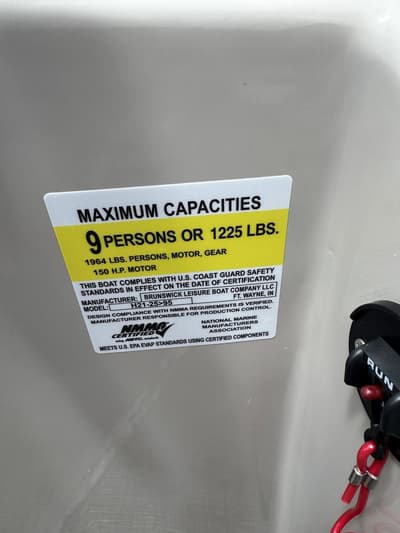 MAXIMUM CAPACITIES
9 PERSONS OR 1225 LBS.
1964 LBS. PERSONS, MOTOR, GEAR
150 H.P. MOTOR
THIS BOAT COMPLIES WITH U.S. COAST GUARD SAFETY
STANDARDS IN EFFECT ON THE DATE OF CERTIFICATION
MANUFACTURER: BRUNSWICK LEISURE BOAT COMPANY LLC
FT. WAYNE, IN
MODEL: H21-25>95
DESIGN COMPLIANCE WITH NMMA REQUIREMENTS IS VERIFIED.
MANUFACTURER RESPONSIBLE FOR PRODUCTION CONTROL.
NMMA
CERTIFIED
using ABYC standards
NATIONAL MARINE
MANUFACTURERS
ASSOCIATION
MEETS U.S. EPA EVAP STANDARDS USING CERTIFIED COMPONENTS
RUN